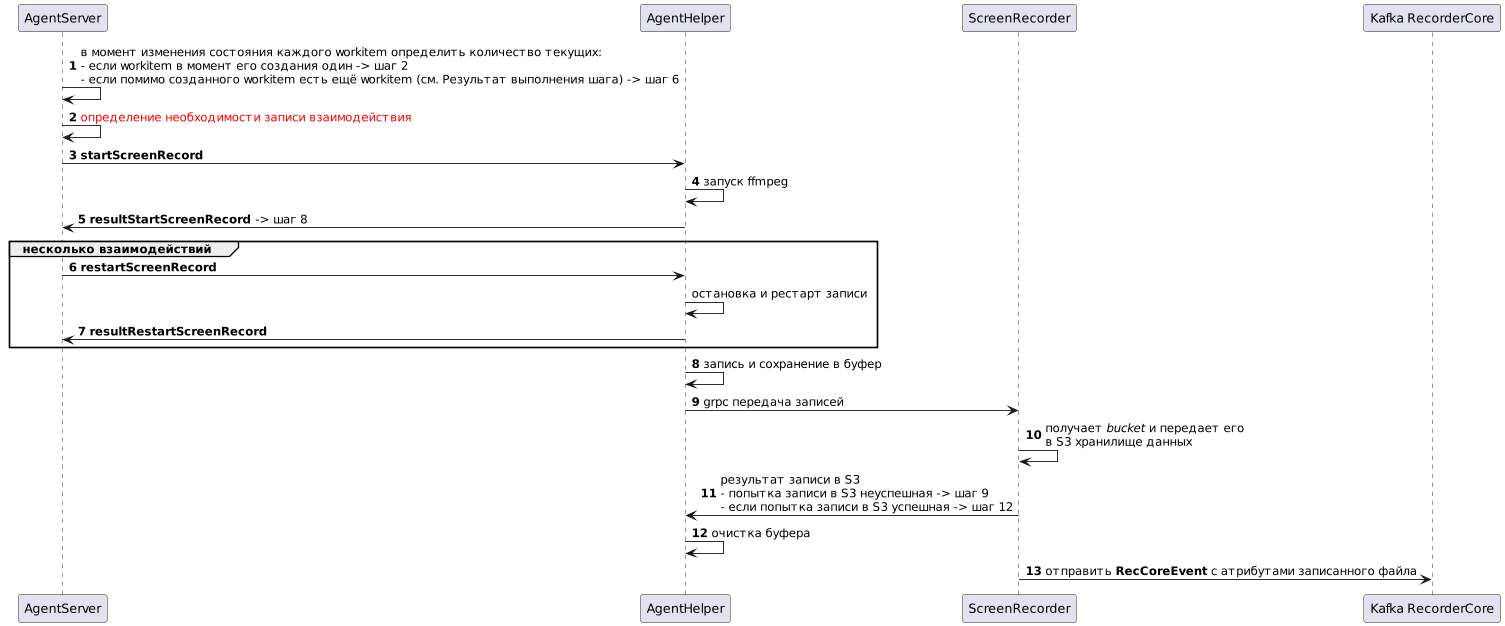 AgentServer AgentHelper ScreenRecorder Kafka RecorderCore
в момент изменения состояния каждого workitem определить количество текущих:
1 - если workitem в момент его создания один -> шаг 2
- если помимо созданного workitem есть ещё workitem (см. Результат выполнения шага) -> шаг 6
2 определение необходимости записи взаимодействия
3 startScreenRecord
4 запуск ffmpeg
5 resultStartScreenRecord -> шаг 8
несколько взаимодействий
6 restartScreenRecord
остановка и рестарт записи
7 resultRestartScreenRecord
8 запись и сохранение в буфер
9 grpc передача записей
10 получает bucket и передает его
в S3 хранилище данных
результат записи в S3
11 - попытка записи в S3 неуспешная -> шаг 9
- если попытка записи в S3 успешная -> шаг 12
12 очистка буфера
13 отправить RecCoreEvent с атрибутами записанного файла
AgentServer AgentHelper ScreenRecorder Kafka RecorderCore